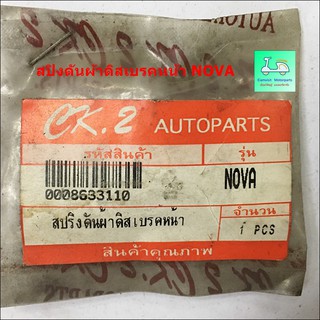 สปิงดันผ้าดิสเบรคหน้า NOVA
CK.2 AUTOPARTS
รหัสสินค้า
รุ่น
0008633110
NOVA
สปริงดันผ้าดิสเบรคหน้า
จำนวน
1 PCS
สินค้าคุณภาพ